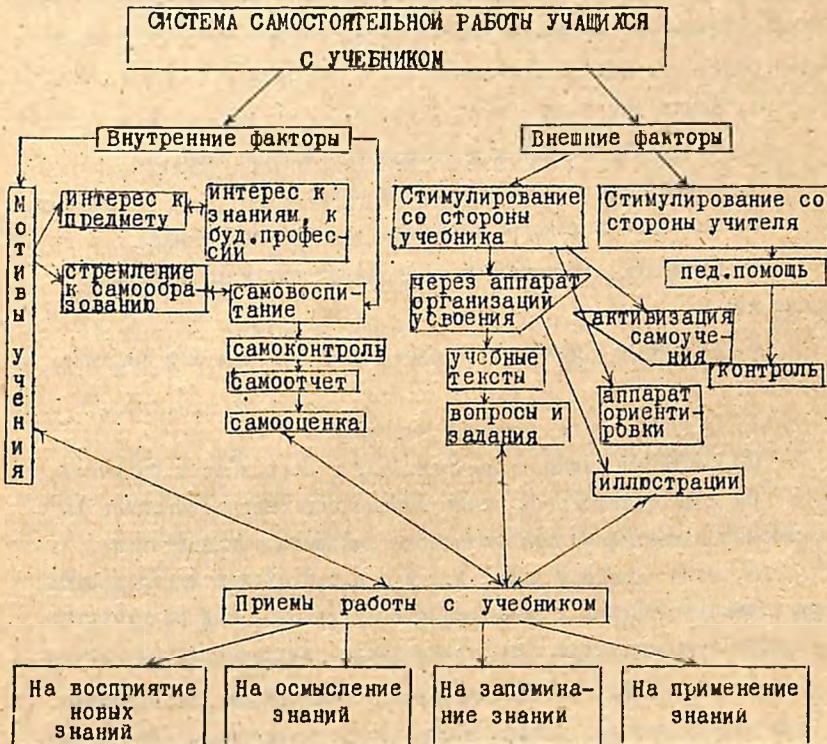 СИСТЕМА САМОСТОЯТЕЛЬНОЙ РАБОТЫ УЧАЩИХСЯ
С УЧЕБНИКОМ
Внутренние факторы
Внешние факторы
Мотивы учения
интерес к
предмету
интерес к
знаниям, к
буд.профес-
сии
стремление
к самообра-
зованию
самовоспи-
тание
самоконтроль
самоотчет
самооценка
Стимулирование
со стороны
учебника
Стимулирование со
стороны учителя
через аппарат
организаций
усвоения
учебные
тексты
вопросы и
задания
активизация
самоуче-
ния
аппарат
ориенти-
ровки
иллюстрации
пед.помощь
контроль
Приемы работы с учебником
На восприятие
новых
знаний
На осмысление
знаний
На запомина-
ние знаний
На применение
знаний